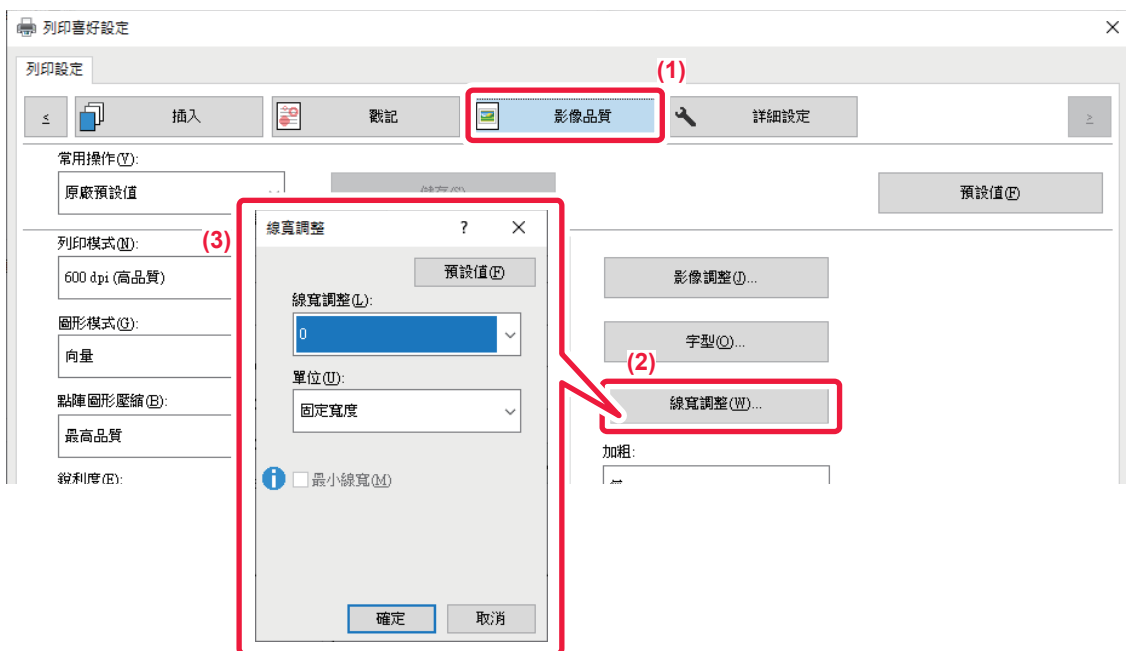 列印喜好設定
列印設定
(1)
≤ 插入 戳記 影像品質 詳細設定 ≥
常用操作(V):
原廠預設值 儲存(S) 預設值(F)
列印模式(N):
600 dpi (高品質)
圖形模式(G):
向量
點陣圖形壓縮(B):
最高品質
銳利度(E):
(3)
線寬調整 ?
預設值(F)
線寬調整(L):
0
單位(U):
固定寬度
最小線寬(M)
確定 取消
影像調整(J)...
字型(O)...
(2)
線寬調整(W)...
加粗: